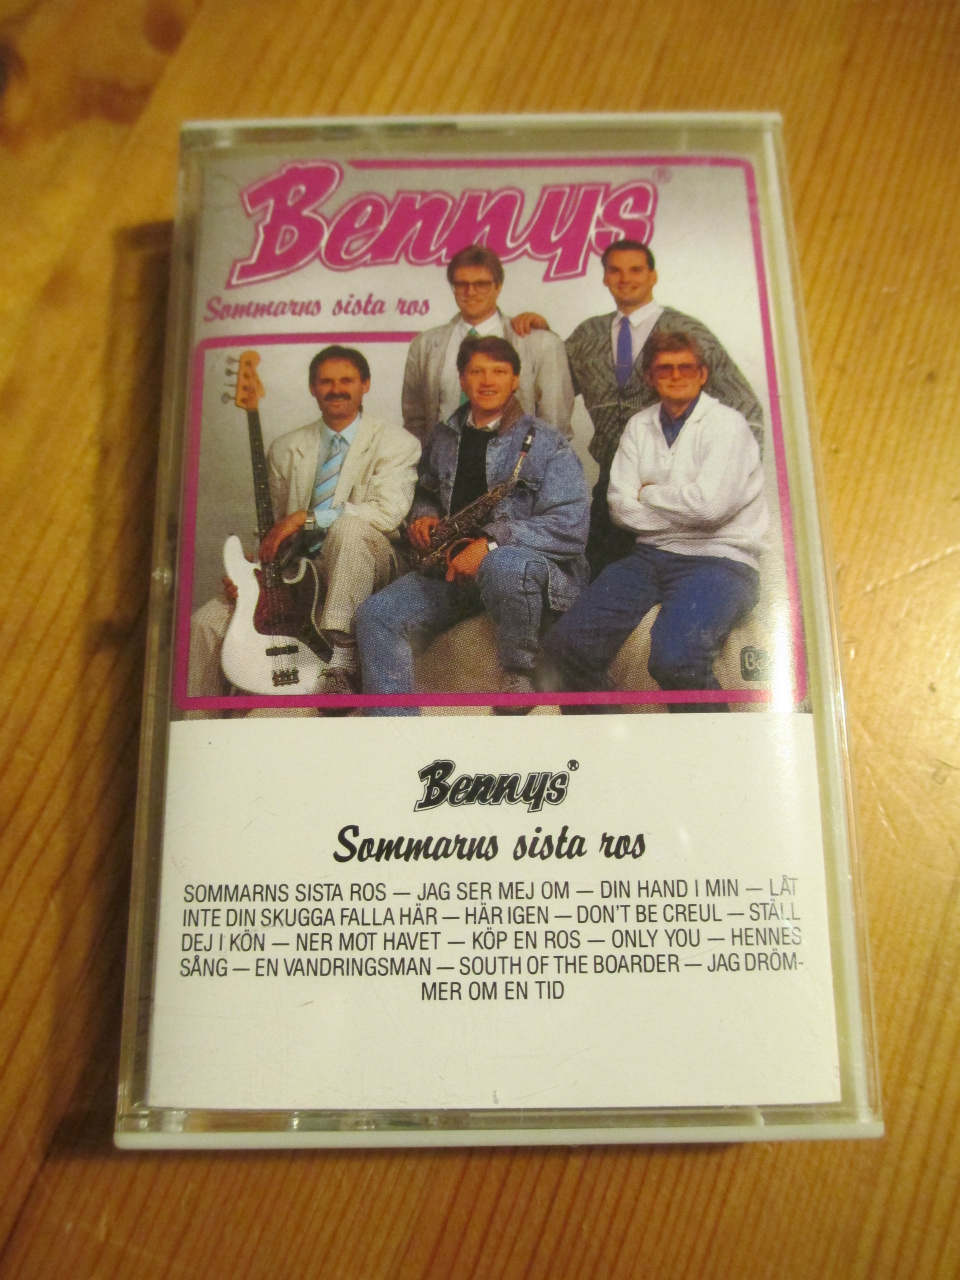 Bennys®
Sommarns sista ros
Bennys®
Sommarns sista ros
SOMMARNS SISTA ROS — JAG SER MEJ OM — DIN HAND I MIN — LÅT
INTE DIN SKUGGA FALLA HÄR — HÄR IGEN — DON'T BE CREUL — STÄLL
DEJ I KÖN — NER MOT HAVET — KÖP EN ROS — ONLY YOU — HENNES
SÅNG — EN VANDRINGSMAN — SOUTH OF THE BOARDER — JAG DRÖM-
MER OM EN TID